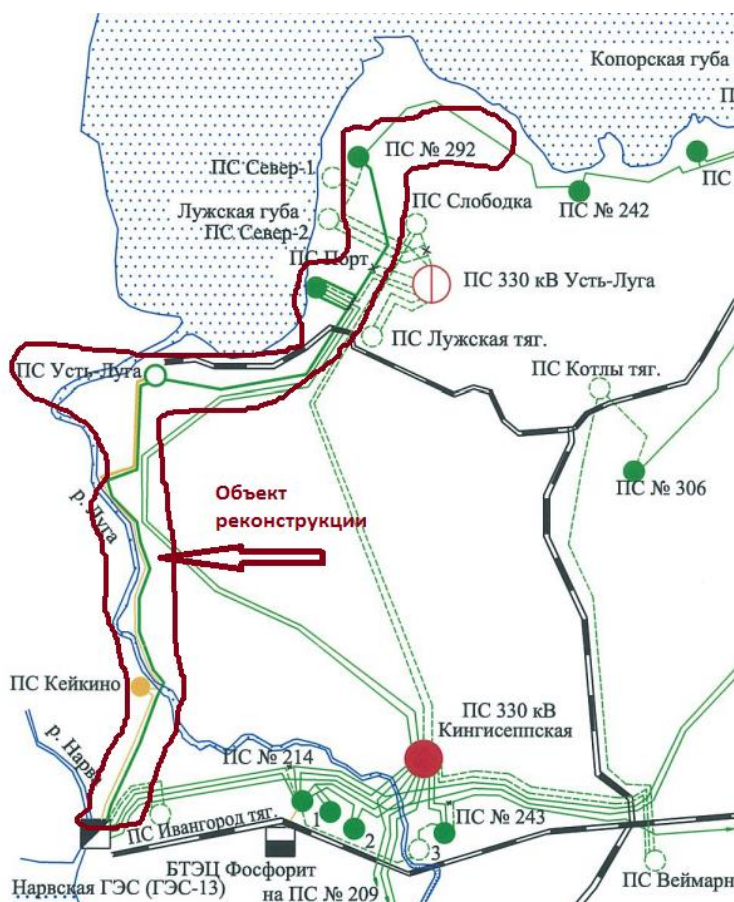 Копорская губа
П
ПС № 292
ПС Север-1
ПС Слободка
ПС
Лужская губа
ПС Север-2
ПС № 242
ПС Порт
ПС 330 кВ Усть-Луга
ПС Лужская тяг.
ПС Усть-Луга
ПС Котлы тяг.
Объект
реконструкции
ПС № 306
р. Луга
ПС Кейкино
ПС 330 кВ
Кингисеппская
р. Нарва
ПС № 214
ПС № 243
1
2
3
ПС Ивангород тяг.
БТЭЦ Фосфорит
на ПС № 209
Нарвская ГЭС (ГЭС-13)
ПС Веймарн